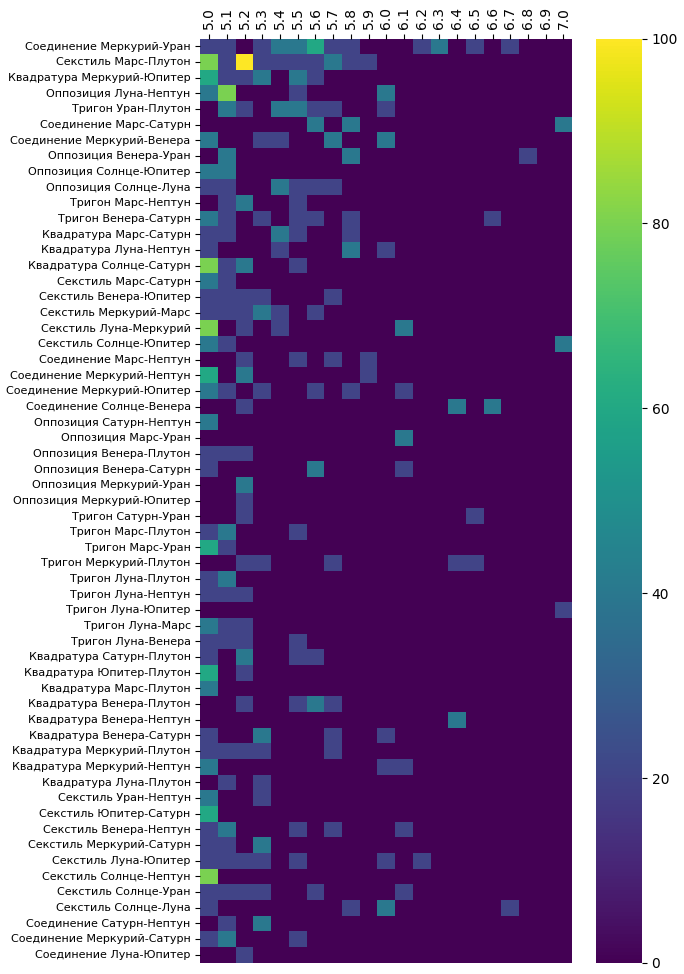 5.0 5.1 5.2 5.3 5.4 5.5 5.6 5.7 5.8 5.9 6.0 6.1 6.2 6.3 6.4 6.5 6.6 6.7 6.8 6.9 7.0
Соединение Меркурий-Уран
Секстиль Марс-Плутон
Квадратура Меркурий-Юпитер
Оппозиция Луна-Нептун
Тригон Уран-Плутон
Соединение Марс-Сатурн
Соединение Меркурий-Венера
Оппозиция Венера-Уран
Оппозиция Солнце-Юпитер
Оппозиция Солнце-Луна
Тригон Марс-Нептун
Тригон Венера-Сатурн
Квадратура Марс-Сатурн
Квадратура Луна-Нептун
Квадратура Солнце-Сатурн
Секстиль Марс-Сатурн
Секстиль Венера-Юпитер
Секстиль Меркурий-Марс
Секстиль Луна-Меркурий
Секстиль Солнце-Юпитер
Соединение Марс-Нептун
Соединение Меркурий-Нептун
Соединение Меркурий-Юпитер
Соединение Солнце-Венера
Оппозиция Сатурн-Нептун
Оппозиция Марс-Уран
Оппозиция Венера-Плутон
Оппозиция Венера-Сатурн
Оппозиция Меркурий-Уран
Оппозиция Меркурий-Юпитер
Тригон Сатурн-Уран
Тригон Марс-Плутон
Тригон Марс-Уран
Тригон Меркурий-Плутон
Тригон Луна-Плутон
Тригон Луна-Нептун
Тригон Луна-Юпитер
Тригон Луна-Марс
Тригон Луна-Венера
Квадратура Сатурн-Плутон
Квадратура Юпитер-Плутон
Квадратура Марс-Плутон
Квадратура Венера-Плутон
Квадратура Венера-Нептун
Квадратура Венера-Сатурн
Квадратура Меркурий-Плутон
Квадратура Меркурий-Нептун
Квадратура Луна-Плутон
Секстиль Уран-Нептун
Секстиль Юпитер-Сатурн
Секстиль Венера-Нептун
Секстиль Меркурий-Сатурн
Секстиль Луна-Юпитер
Секстиль Солнце-Нептун
Секстиль Солнце-Уран
Секстиль Солнце-Луна
Соединение Сатурн-Нептун
Соединение Меркурий-Сатурн
Соединение Луна-Юпитер
100
80
60
40
20
0